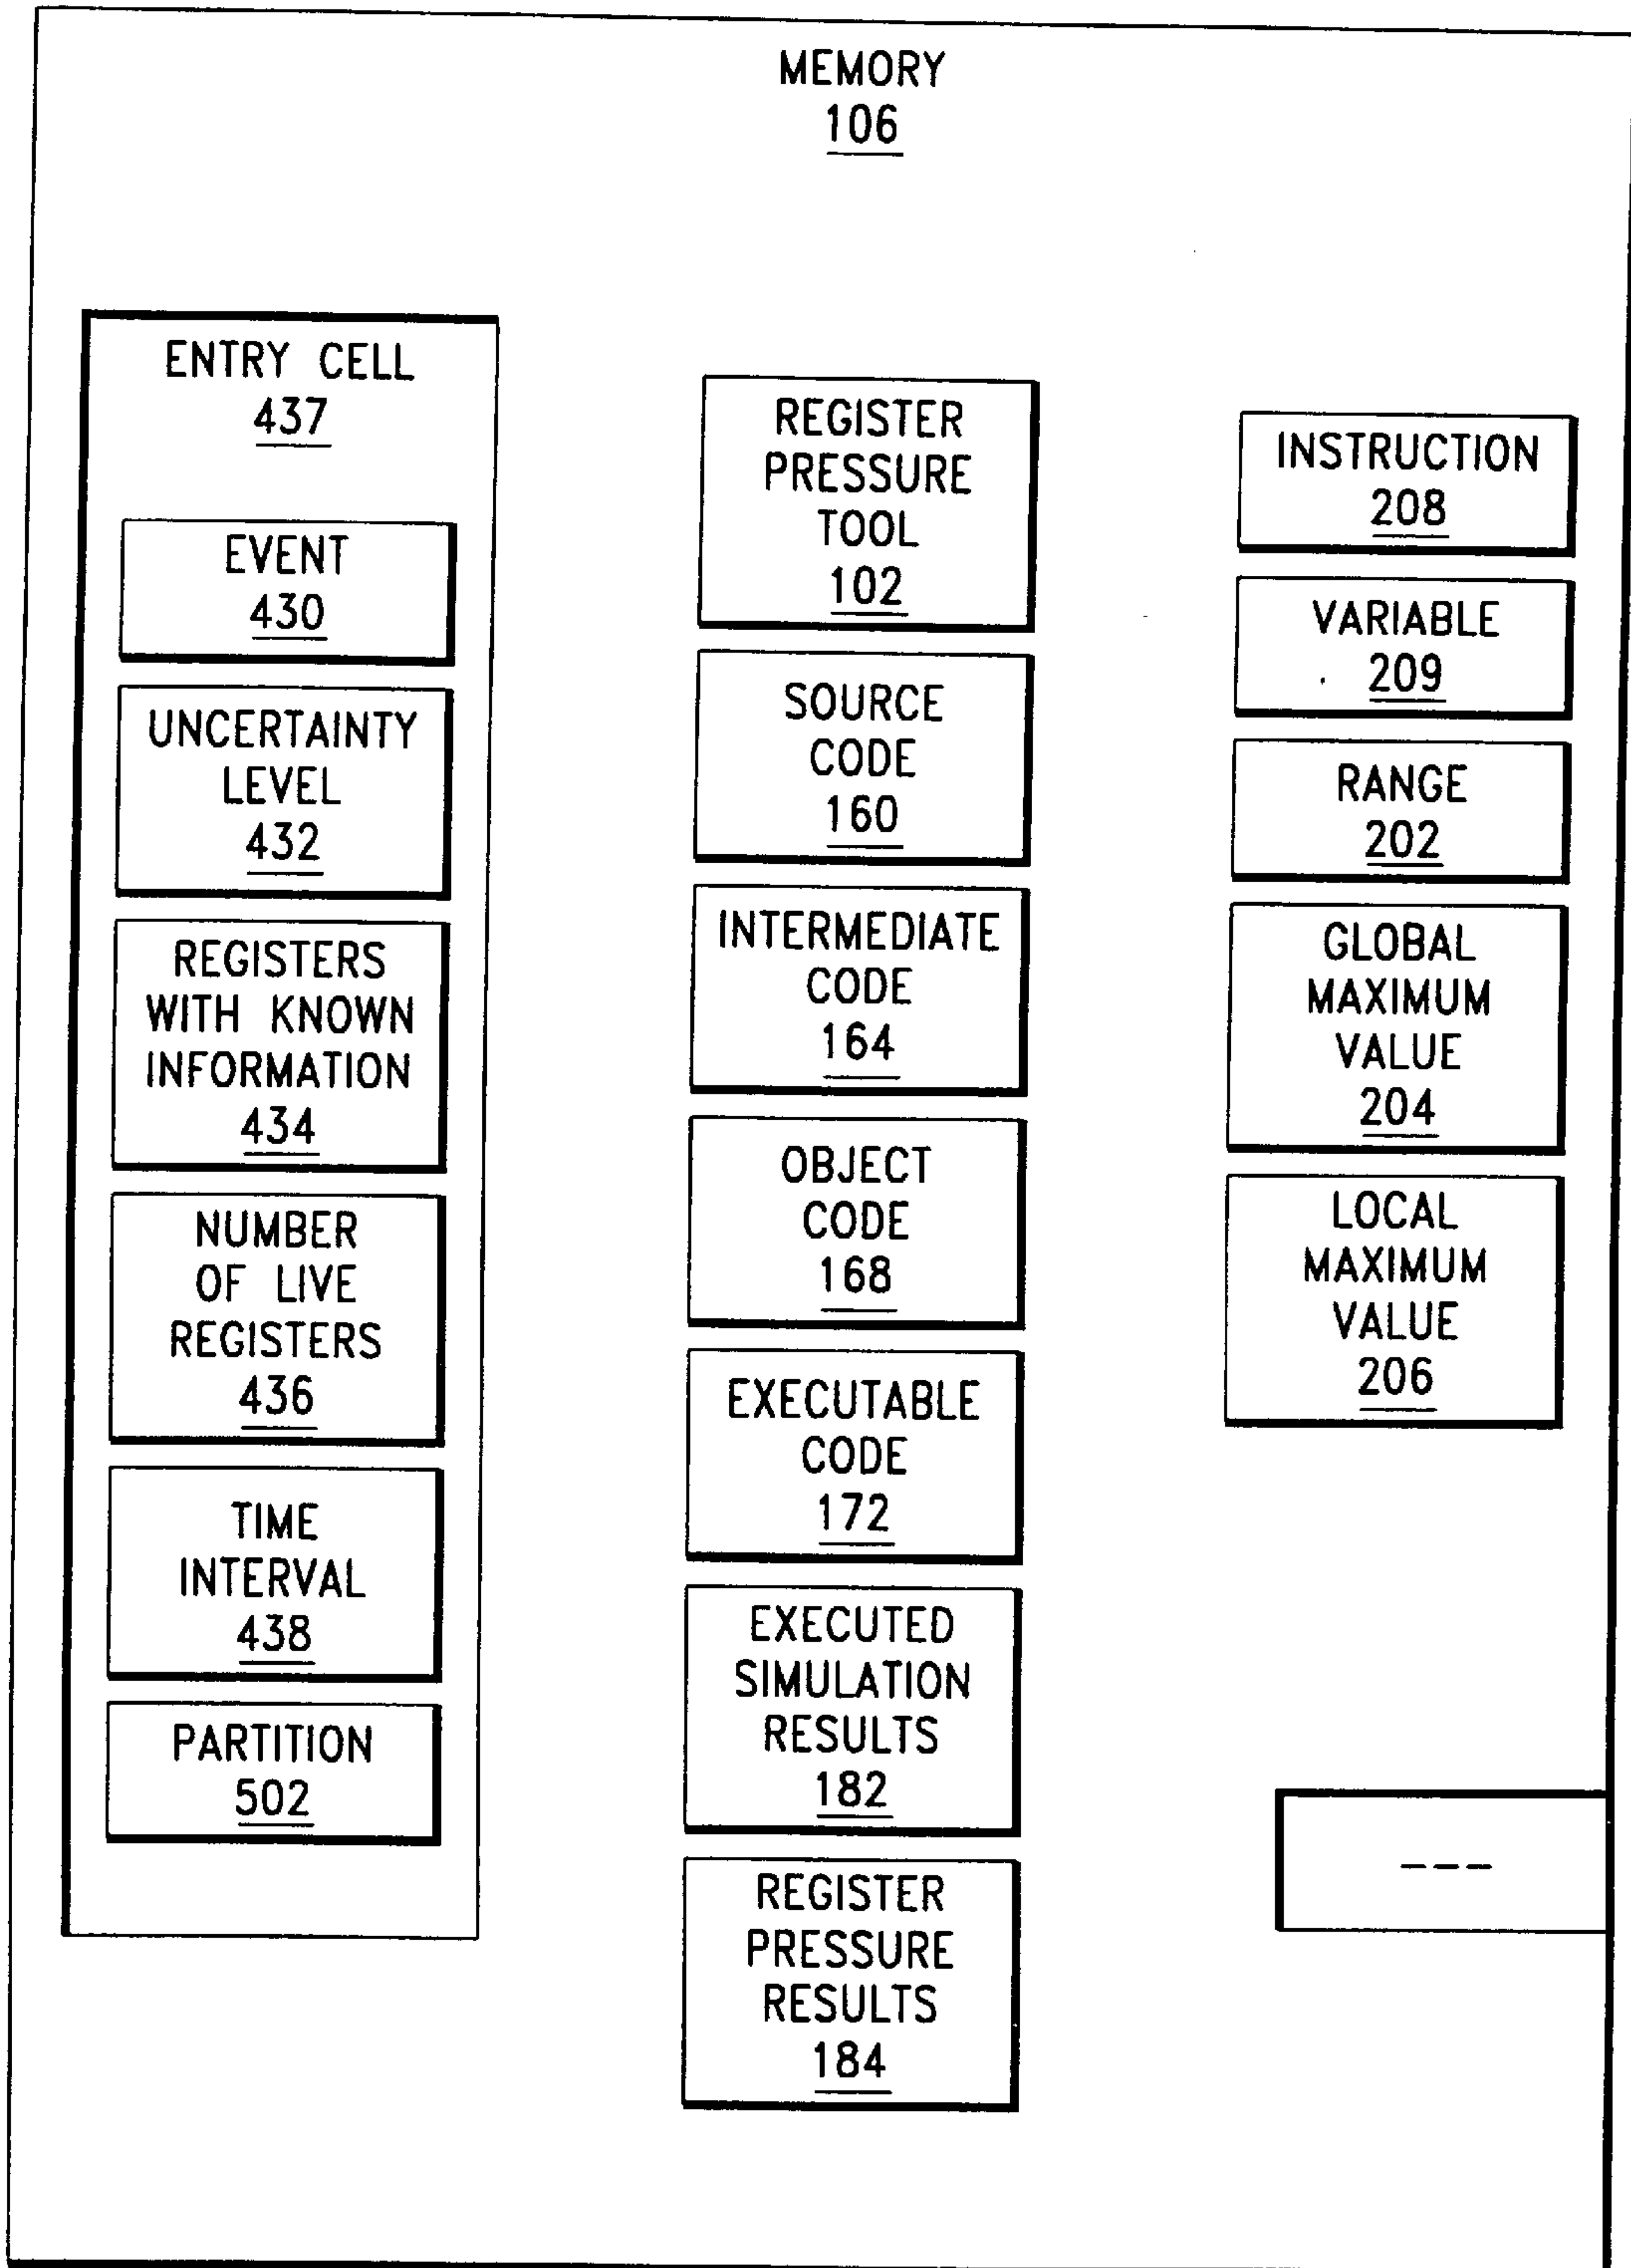 MEMORY
106
ENTRY CELL
437
EVENT
430
UNCERTAINTY
LEVEL
432
REGISTERS
WITH KNOWN
INFORMATION
434
NUMBER
OF LIVE
REGISTERS
436
TIME
INTERVAL
438
PARTITION
502
REGISTER
PRESSURE
TOOL
102
SOURCE
CODE
160
INTERMEDIATE
CODE
164
OBJECT
CODE
168
EXECUTABLE
CODE
172
EXECUTED
SIMULATION
RESULTS
182
REGISTER
PRESSURE
RESULTS
184
INSTRUCTION
208
VARIABLE
209
RANGE
202
GLOBAL
MAXIMUM
VALUE
204
LOCAL
MAXIMUM
VALUE
206
---